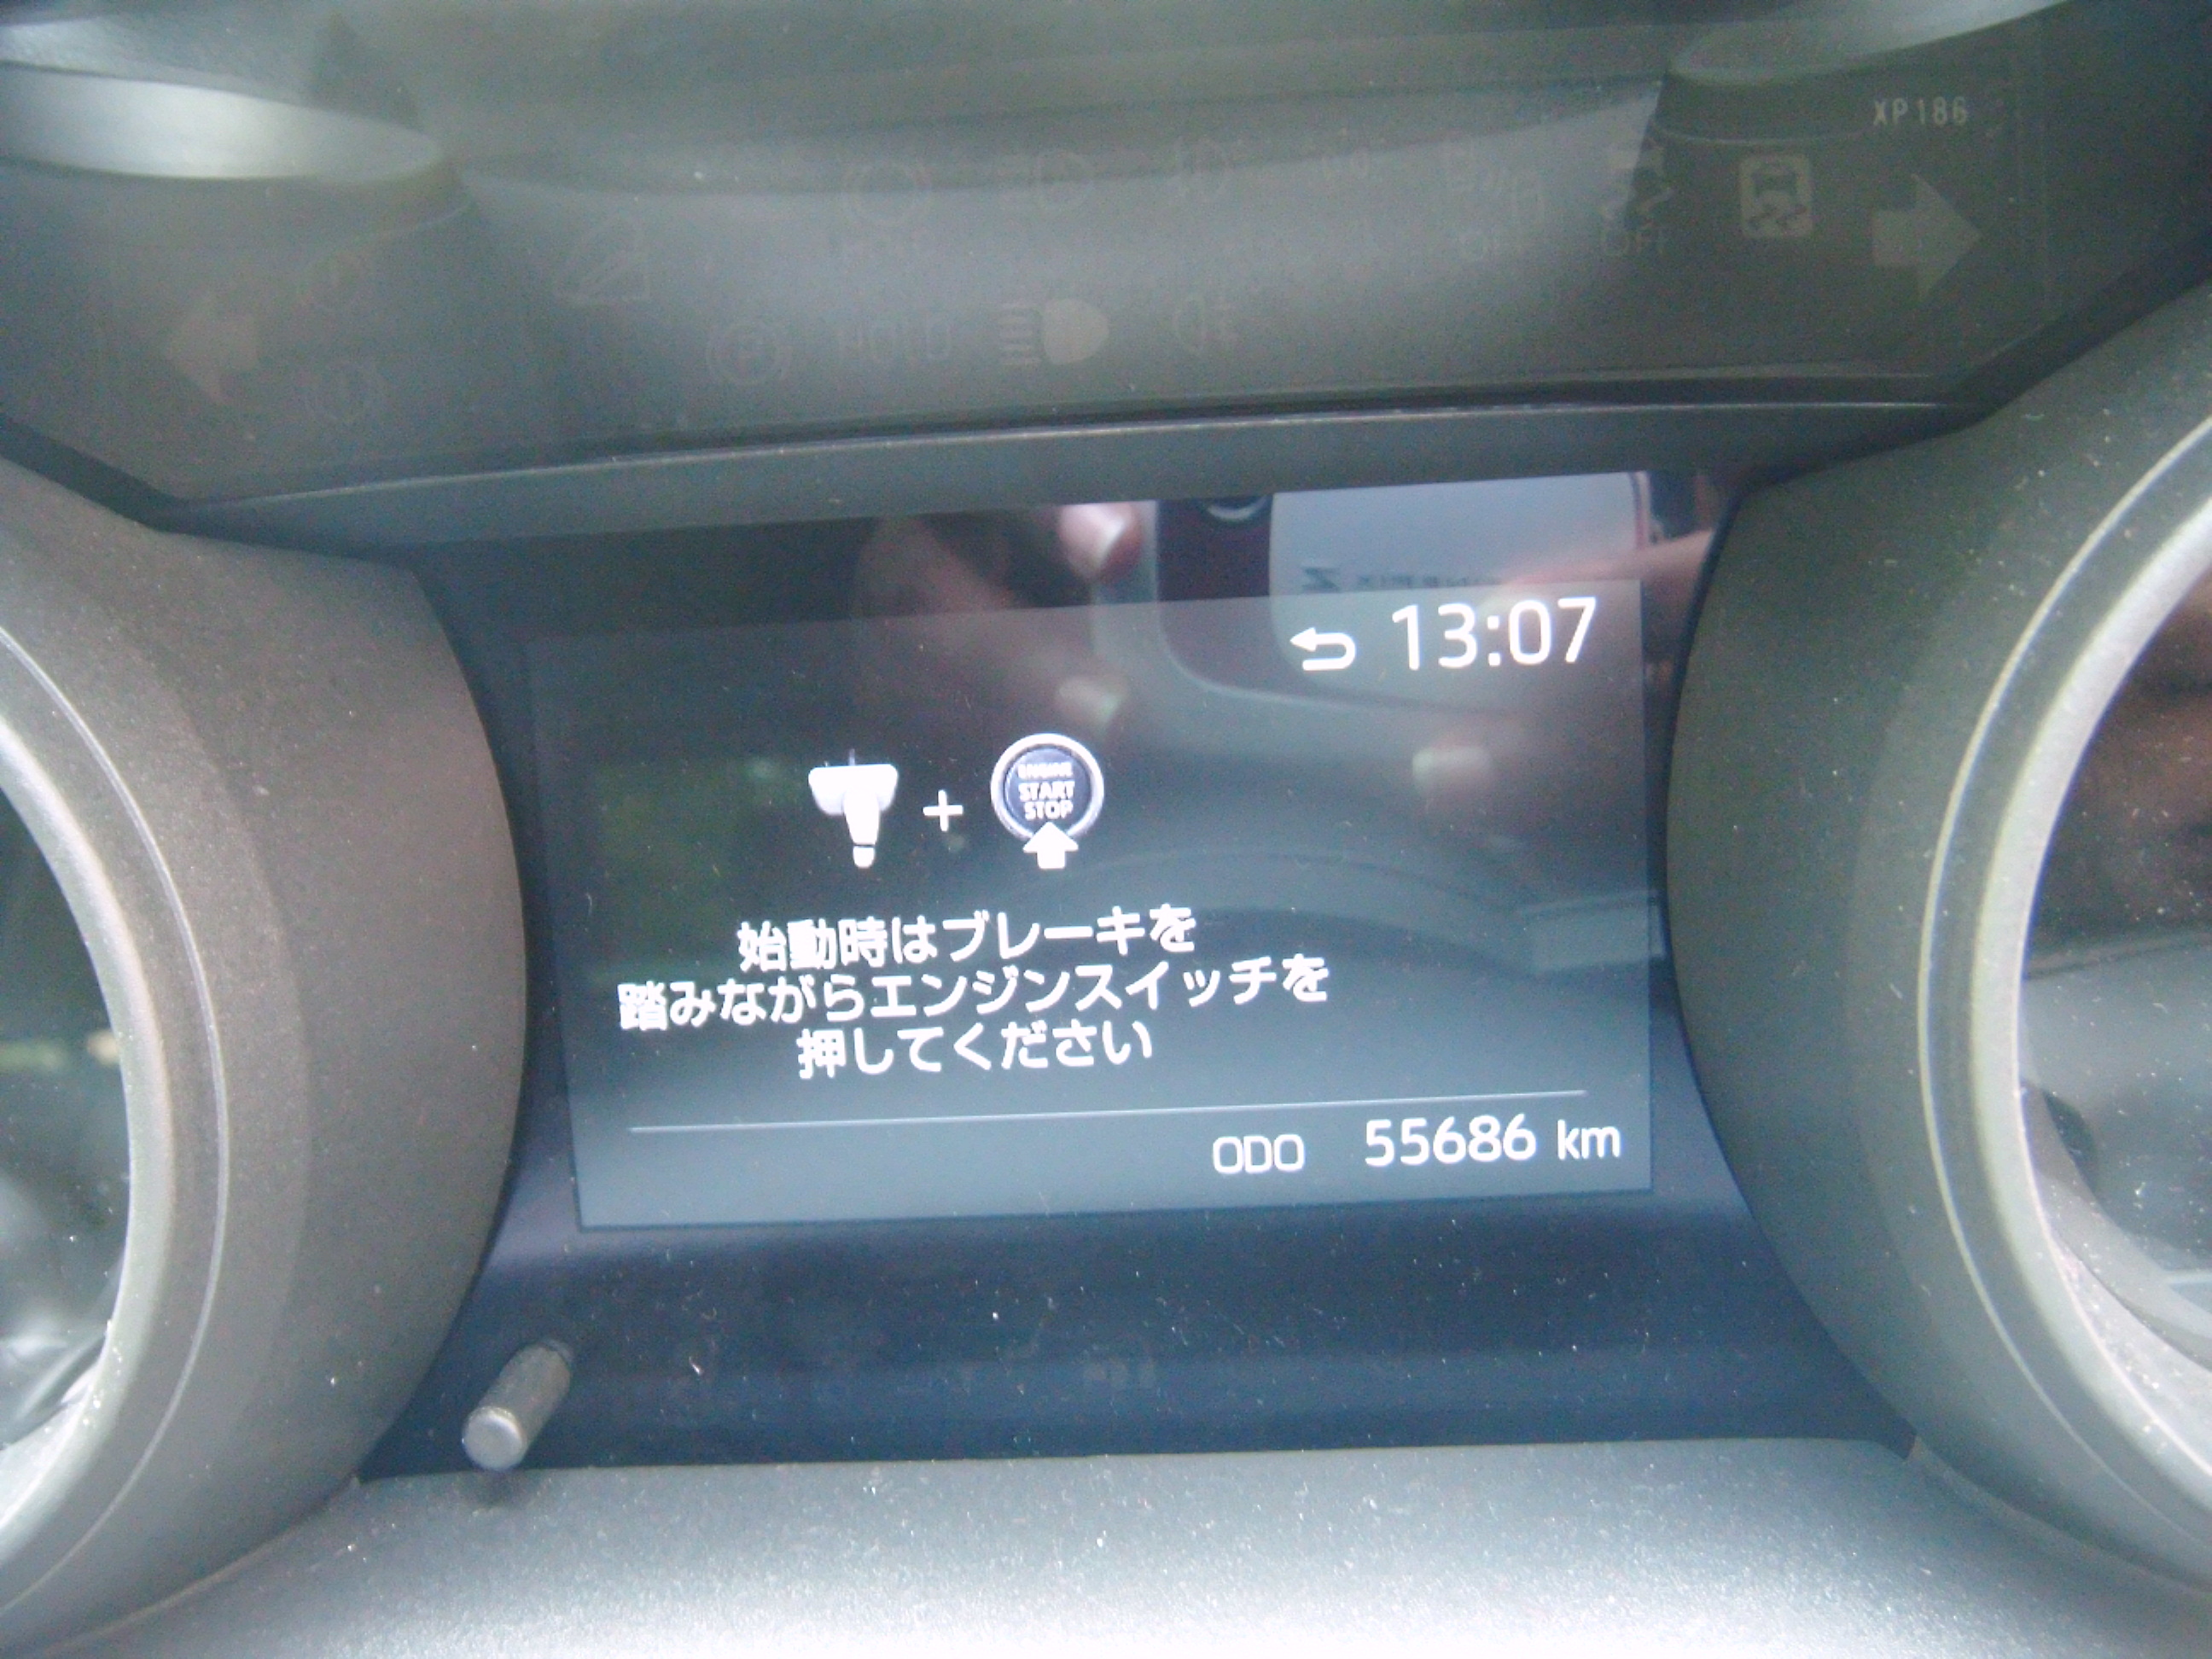 XP186
HOLD
OFF
13:07
ENGINE
START
STOP
始動時はブレーキを
踏みながらエンジンスイッチを
押してください
ODO 55686 km